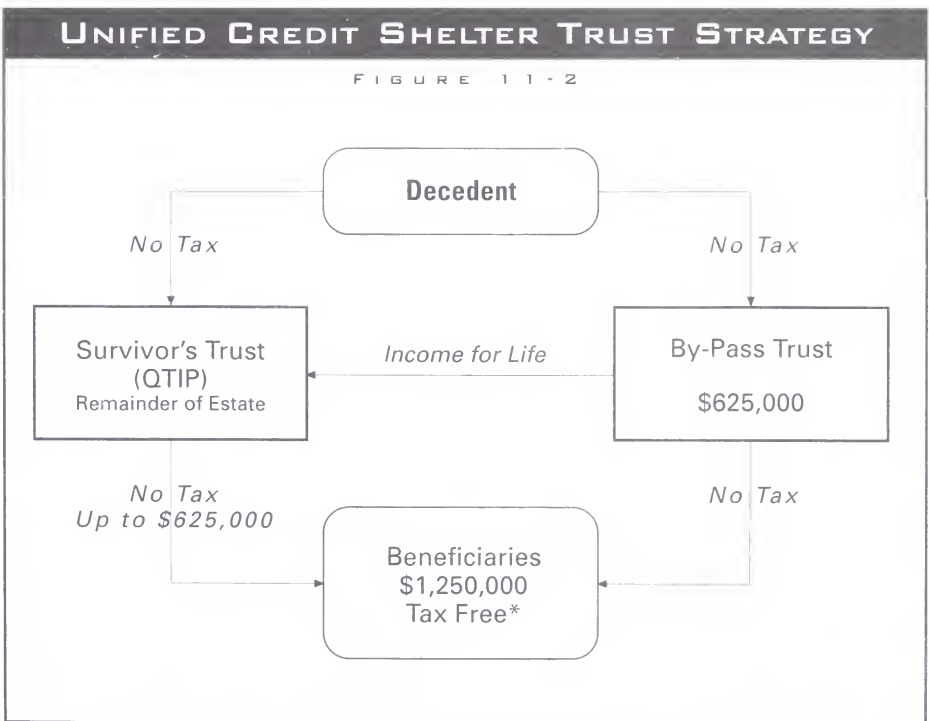 UNIFIED CREDIT SHELTER TRUST STRATEGY
FIGURE 11-2
Decedent
No Tax
No Tax
Survivor's Trust
(QTIP)
Remainder of Estate
Income for Life
By-Pass Trust
$625,000
No Tax
Up to $625,000
No Tax
Beneficiaries
$1,250,000
Tax Free*